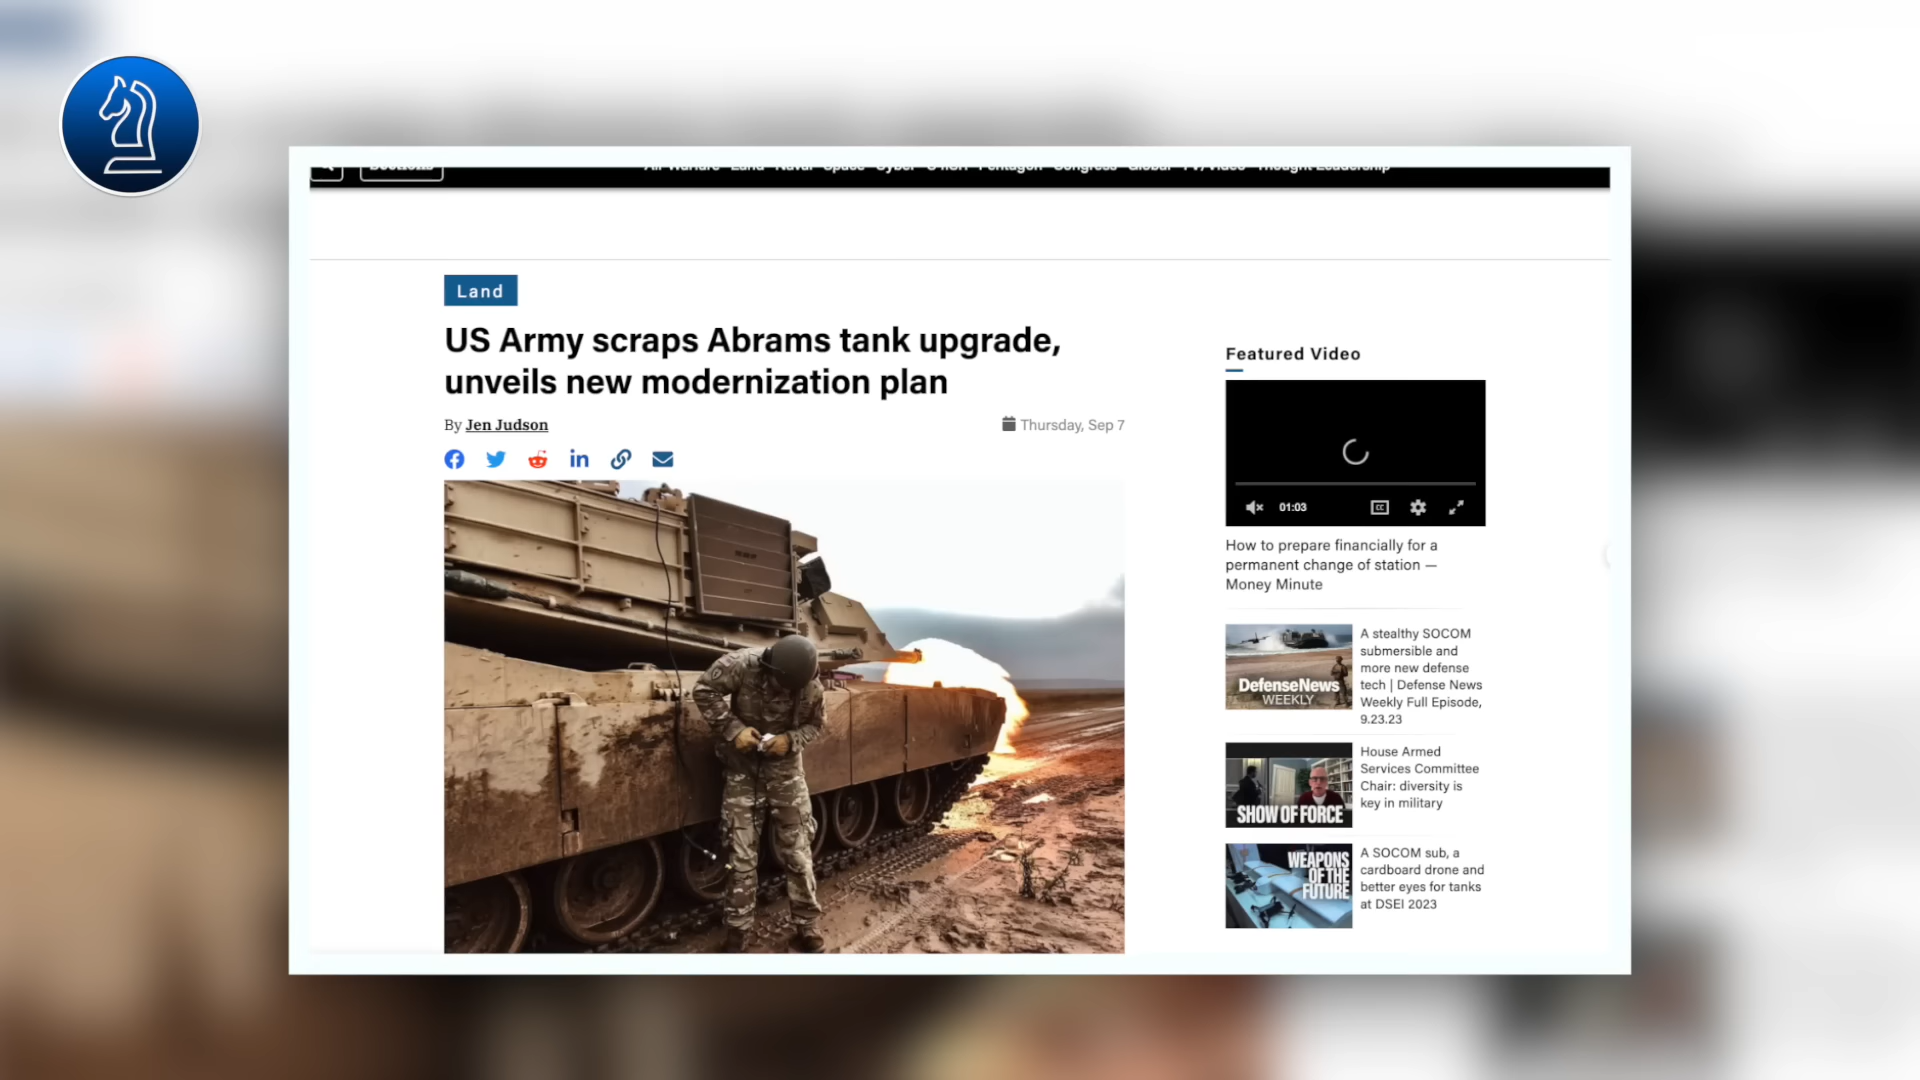 Land
US Army scraps Abrams tank upgrade,
unveils new modernization plan
By Jen Judson
Thursday, Sep 7
Featured Video
01:03
CC
How to prepare financially for a
permanent change of station —
Money Minute
DefenseNews
WEEKLY
A stealthy SOCOM
submersible and
more new defense
tech | Defense News
Weekly Full Episode,
9.23.23
SHOW OF FORCE
House Armed
Services Committee
Chair: diversity is
key in military
WEAPONS
OF THE
FUTURE
A SOCOM sub, a
cardboard drone and
better eyes for tanks
at DSEI 2023